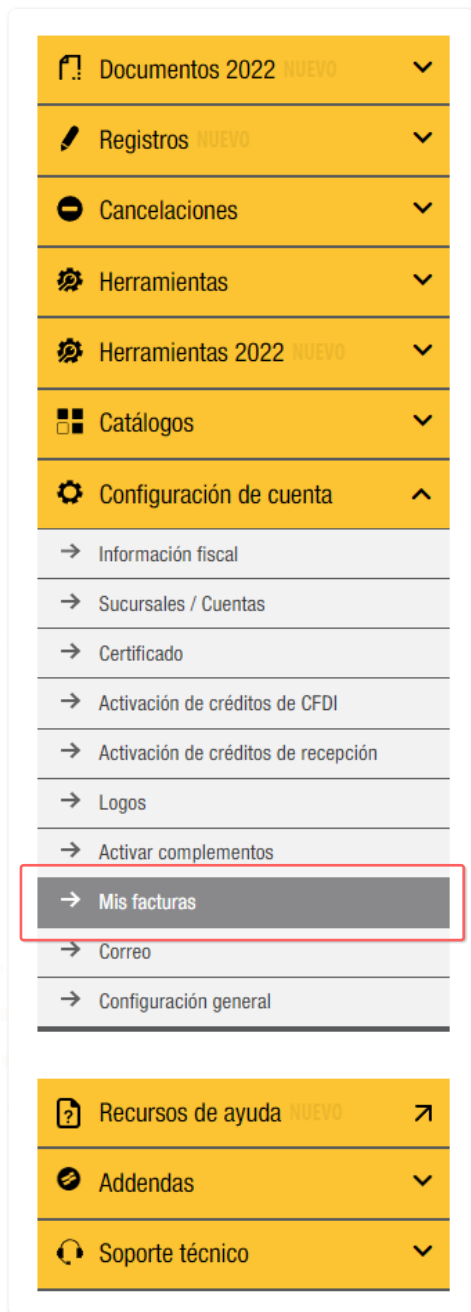 Documentos 2022 NUEVO
Registros NUEVO
Cancelaciones
Herramientas
Herramientas 2022 NUEVO
Catálogos
Configuración de cuenta
Información fiscal
Sucursales / Cuentas
Certificado
Activación de créditos de CFDI
Activación de créditos de recepción
Logos
Activar complementos
Mis facturas
Correo
Configuración general
Recursos de ayuda NUEVO
Addendas
Soporte técnico